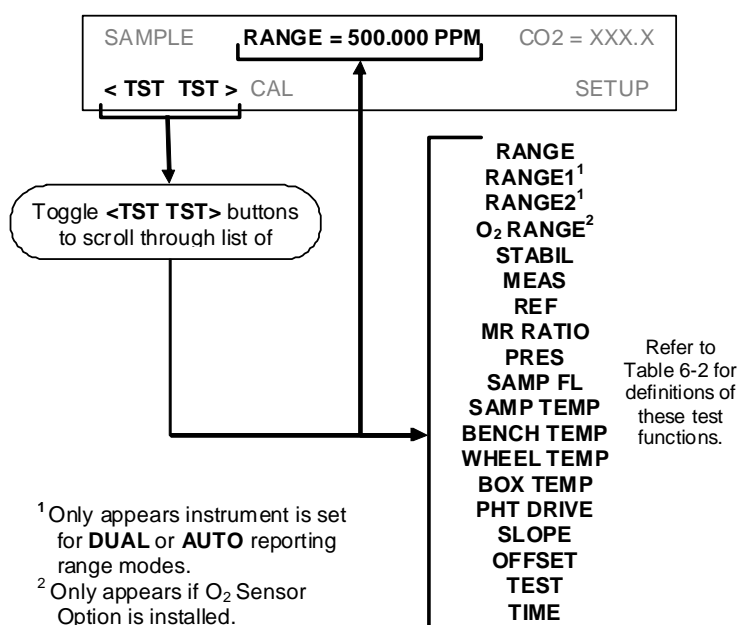 SAMPLE RANGE = 500.000 PPM CO2 = XXX.X
< TST TST > CAL SETUP
Toggle <TST TST> buttons
to scroll through list of
RANGE
RANGE1¹
RANGE2¹
O₂ RANGE²
STABIL
MEAS
REF
MR RATIO
PRES
SAMP FL
SAMP TEMP
BENCH TEMP
WHEEL TEMP
BOX TEMP
PHT DRIVE
SLOPE
OFFSET
TEST
TIME
Refer to
Table 6-2 for
definitions of
these test
functions.
¹ Only appears instrument is set
for DUAL or AUTO reporting
range modes.
² Only appears if O₂ Sensor
Option is installed.